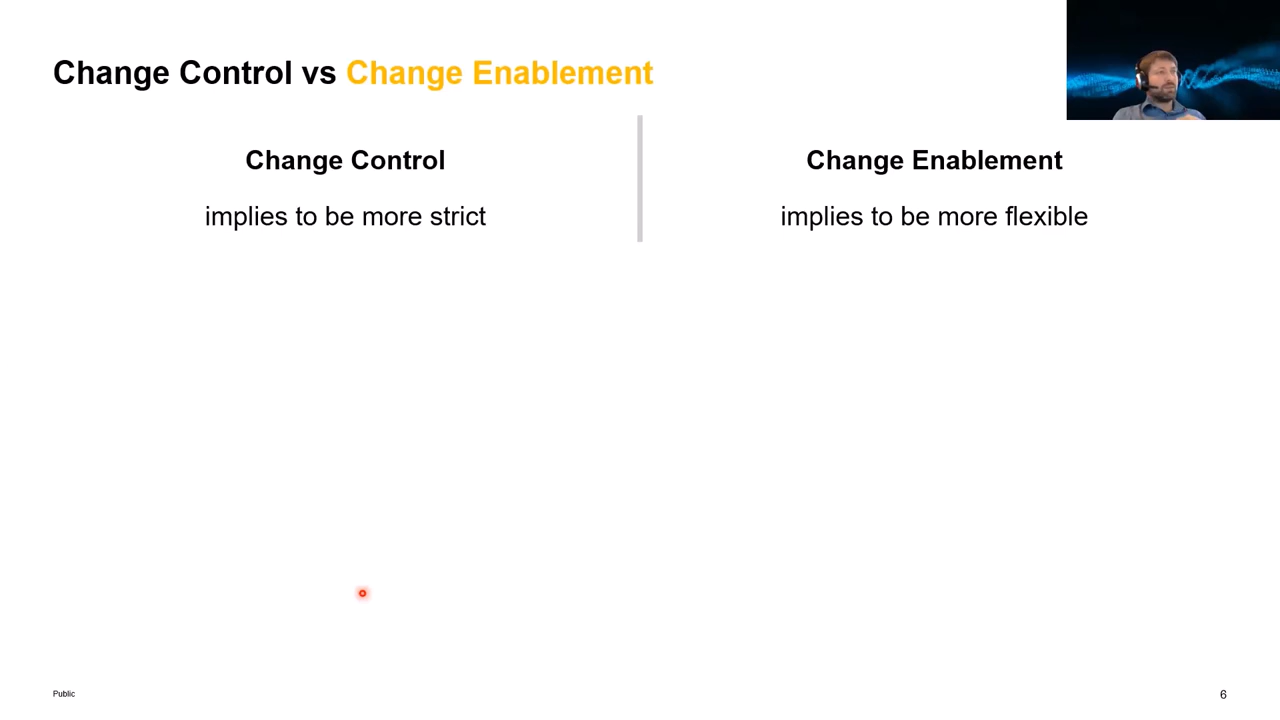 Change Control vs Change Enablement
Change Control
implies to be more strict
Change Enablement
implies to be more flexible
Public
6